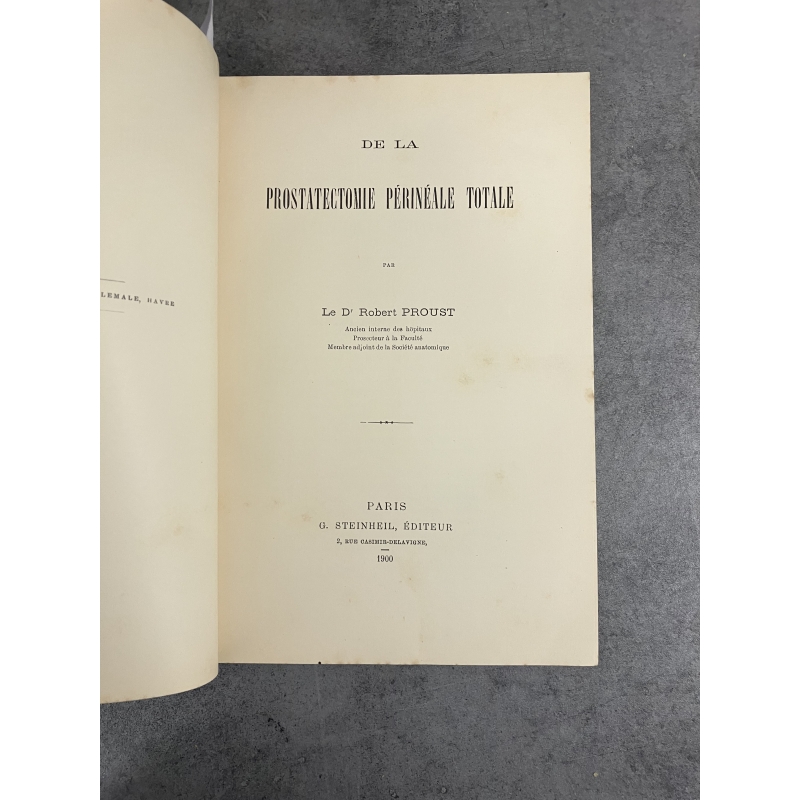 LEMALE, HAVRE
DE LA
PROSTATECTOMIE PÉRINÉALE TOTALE
PAR
Le Dr Robert PROUST
Ancien interne des hôpitaux
Prosecteur à la Faculté
Membre adjoint de la Société anatomique
PARIS
G. STEINHEIL, ÉDITEUR
2, RUE CASIMIR-DELAVIGNE,
1900